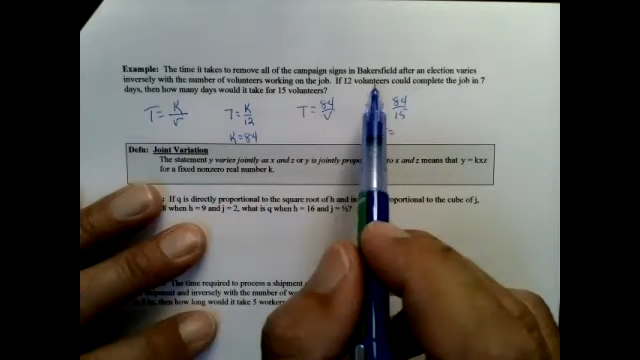 Example: The time it takes to remove all of the campaign signs in Bakersfield after an election varies
inversely with the number of volunteers working on the job. If 12 volunteers could complete the job in 7
days, then how many days would it take for 15 volunteers?
T = K/v 7 = K/12 T = 84/v 84/15
K = 84 =
Defn: Joint Variation
The statement y varies jointly as x and z or y is jointly to x and z means that y = kxz
for a fixed nonzero real number k.
: If q is directly proportional to the square root of h and proportional to the cube of j,
8 when h = 9 and j = 2, what is q when h = 16 and j = ½?
The time required to process a shipment
shipment and inversely with the number of
how long would it take 5